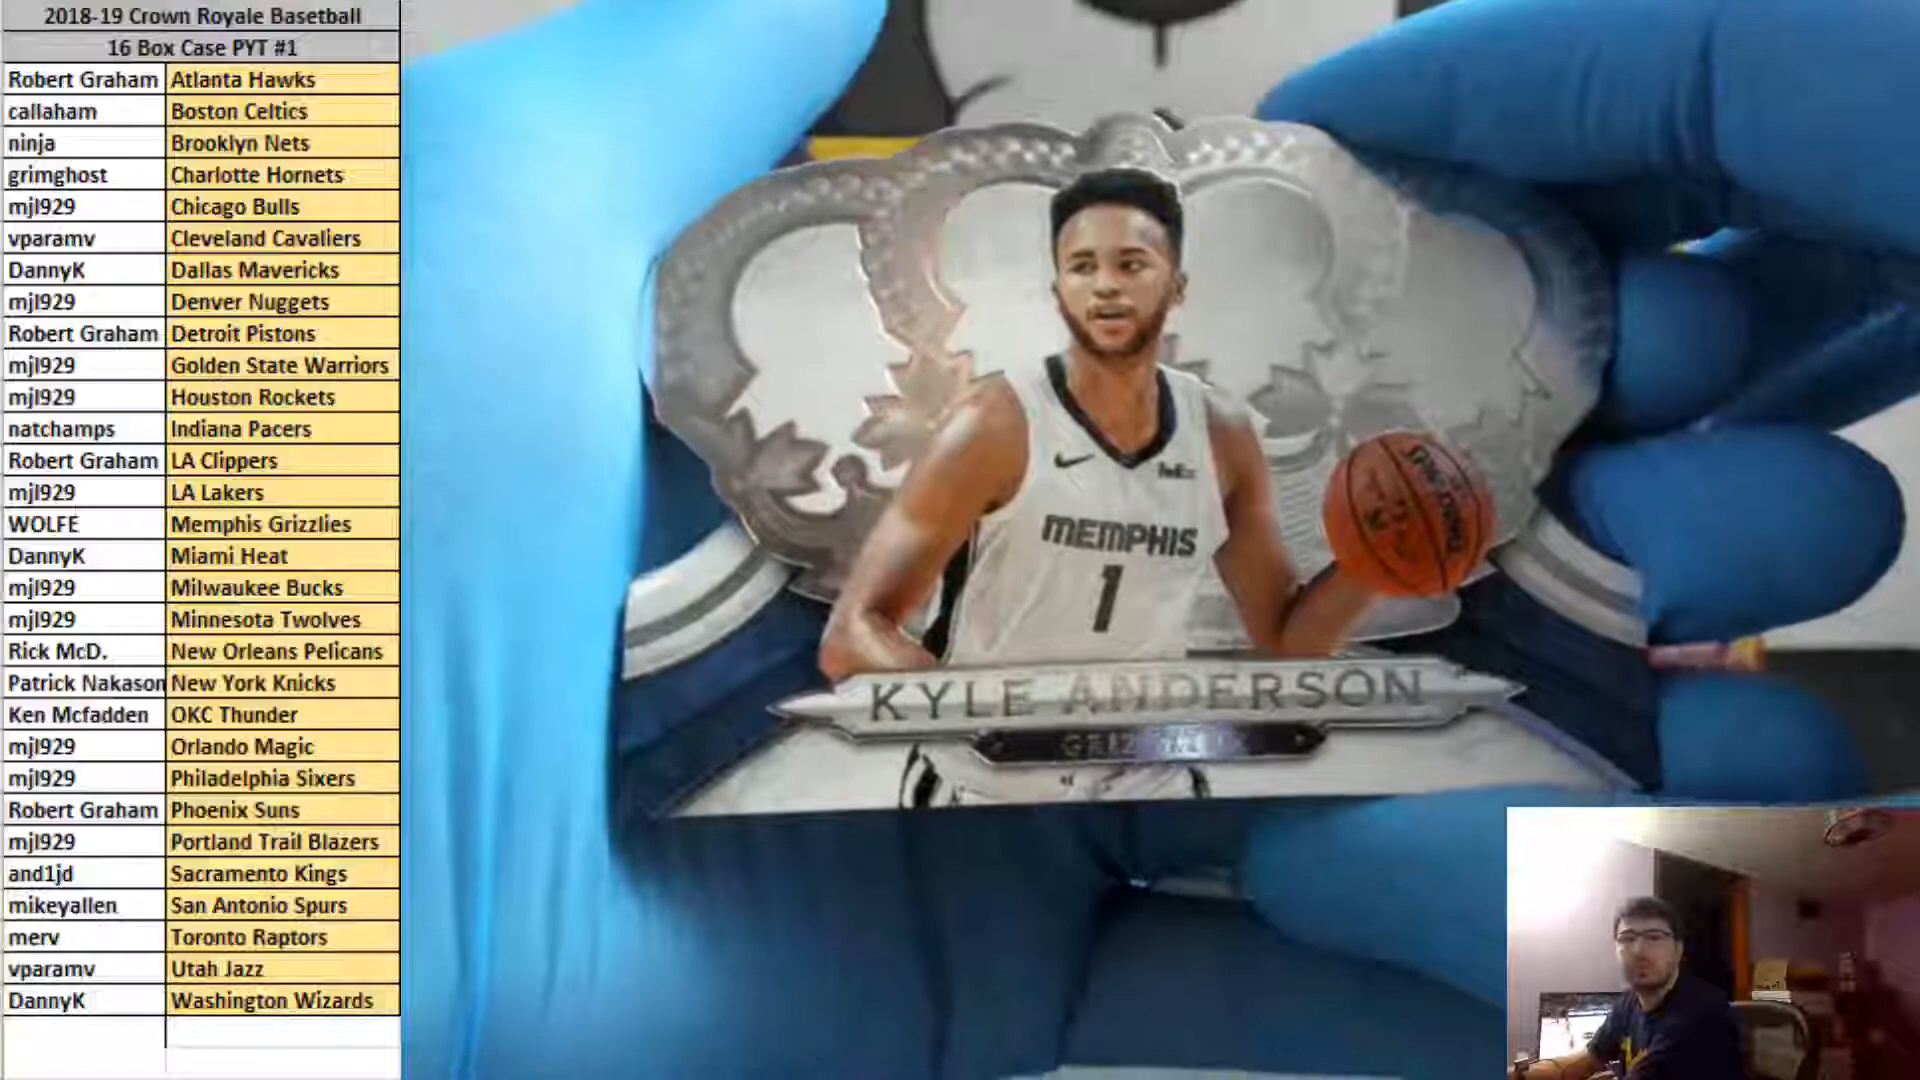 2018-19 Crown Royale Basetball
16 Box Case PYT #1
Robert Graham Atlanta Hawks
callaham Boston Celtics
ninja Brooklyn Nets
grimghost Charlotte Hornets
mjl929 Chicago Bulls
vparamv Cleveland Cavaliers
DannyK Dallas Mavericks
mjl929 Denver Nuggets
Robert Graham Detroit Pistons
mjl929 Golden State Warriors
mjl929 Houston Rockets
natchamps Indiana Pacers
Robert Graham LA Clippers
mjl929 LA Lakers
WOLFE Memphis Grizzlies
DannyK Miami Heat
mjl929 Milwaukee Bucks
mjl929 Minnesota Twolves
Rick McD. New Orleans Pelicans
Patrick Nakason New York Knicks
Ken Mcfadden OKC Thunder
mjl929 Orlando Magic
mjl929 Philadelphia Sixers
Robert Graham Phoenix Suns
mjl929 Portland Trail Blazers
and1jd Sacramento Kings
mikeyallen San Antonio Spurs
merv Toronto Raptors
vparamv Utah Jazz
DannyK Washington Wizards
SPALDING
FedEx
MEMPHIS
1
KYLE ANDERSON
GRIZZLIES